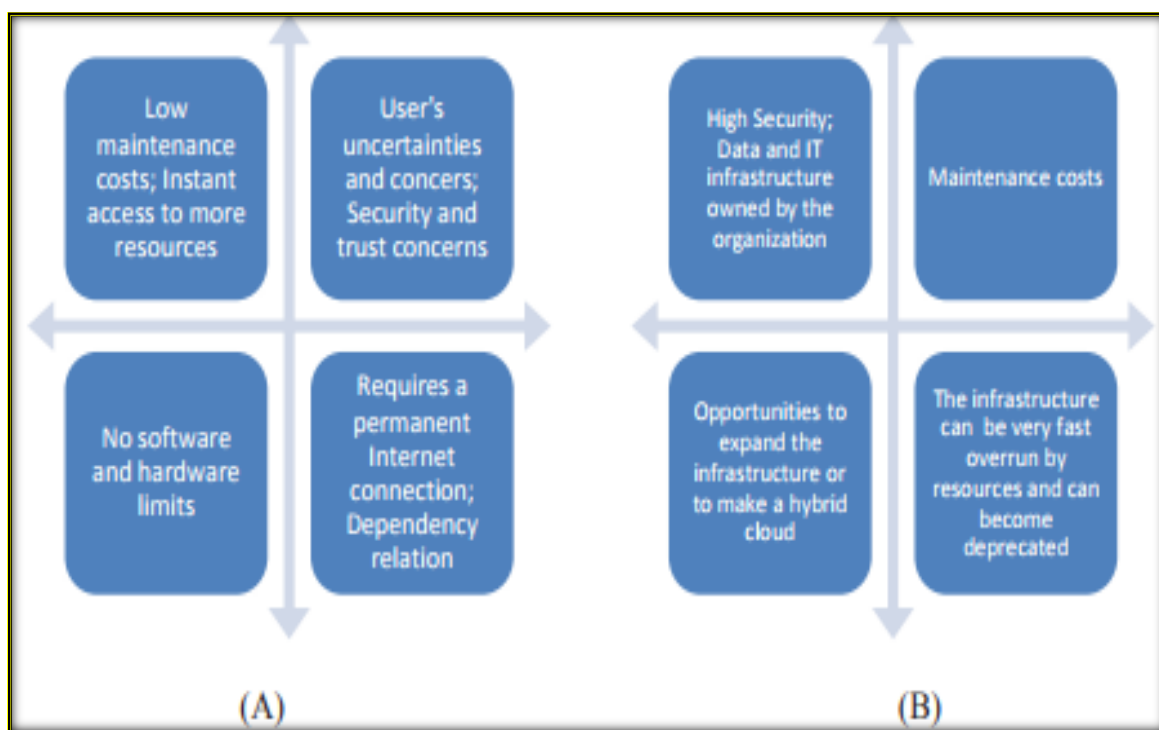 Low
maintenance
costs; Instant
access to more
resources
User's
uncertainties
and concers;
Security and
trust concerns
No software
and hardware
limits
Requires a
permanent
Internet
connection;
Dependency
relation
(A)
High Security;
Data and IT
infrastructure
owned by the
organization
Maintenance costs
Opportunities to
expand the
infrastructure or
to make a hybrid
cloud
The infrastructure
can be very fast
overrun by
resources and can
become
deprecated
(B)